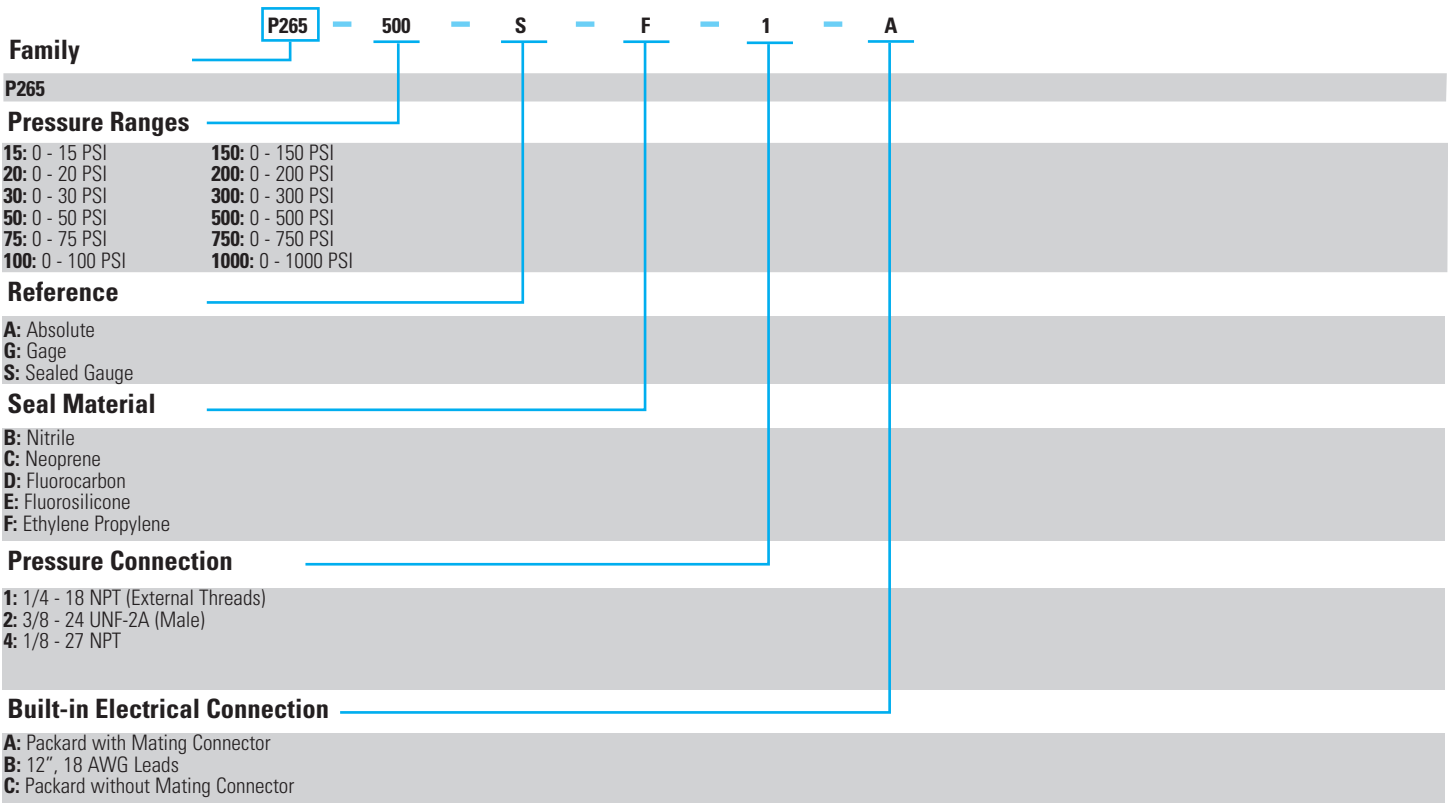 P265 - 500 - S - F - 1 - A
Family
P265
Pressure Ranges
15: 0 - 15 PSI 150: 0 - 150 PSI
20: 0 - 20 PSI 200: 0 - 200 PSI
30: 0 - 30 PSI 300: 0 - 300 PSI
50: 0 - 50 PSI 500: 0 - 500 PSI
75: 0 - 75 PSI 750: 0 - 750 PSI
100: 0 - 100 PSI 1000: 0 - 1000 PSI
Reference
A: Absolute
G: Gage
S: Sealed Gauge
Seal Material
B: Nitrile
C: Neoprene
D: Fluorocarbon
E: Fluorosilicone
F: Ethylene Propylene
Pressure Connection
1: 1/4 - 18 NPT (External Threads)
2: 3/8 - 24 UNF-2A (Male)
4: 1/8 - 27 NPT
Built-in Electrical Connection
A: Packard with Mating Connector
B: 12”, 18 AWG Leads
C: Packard without Mating Connector